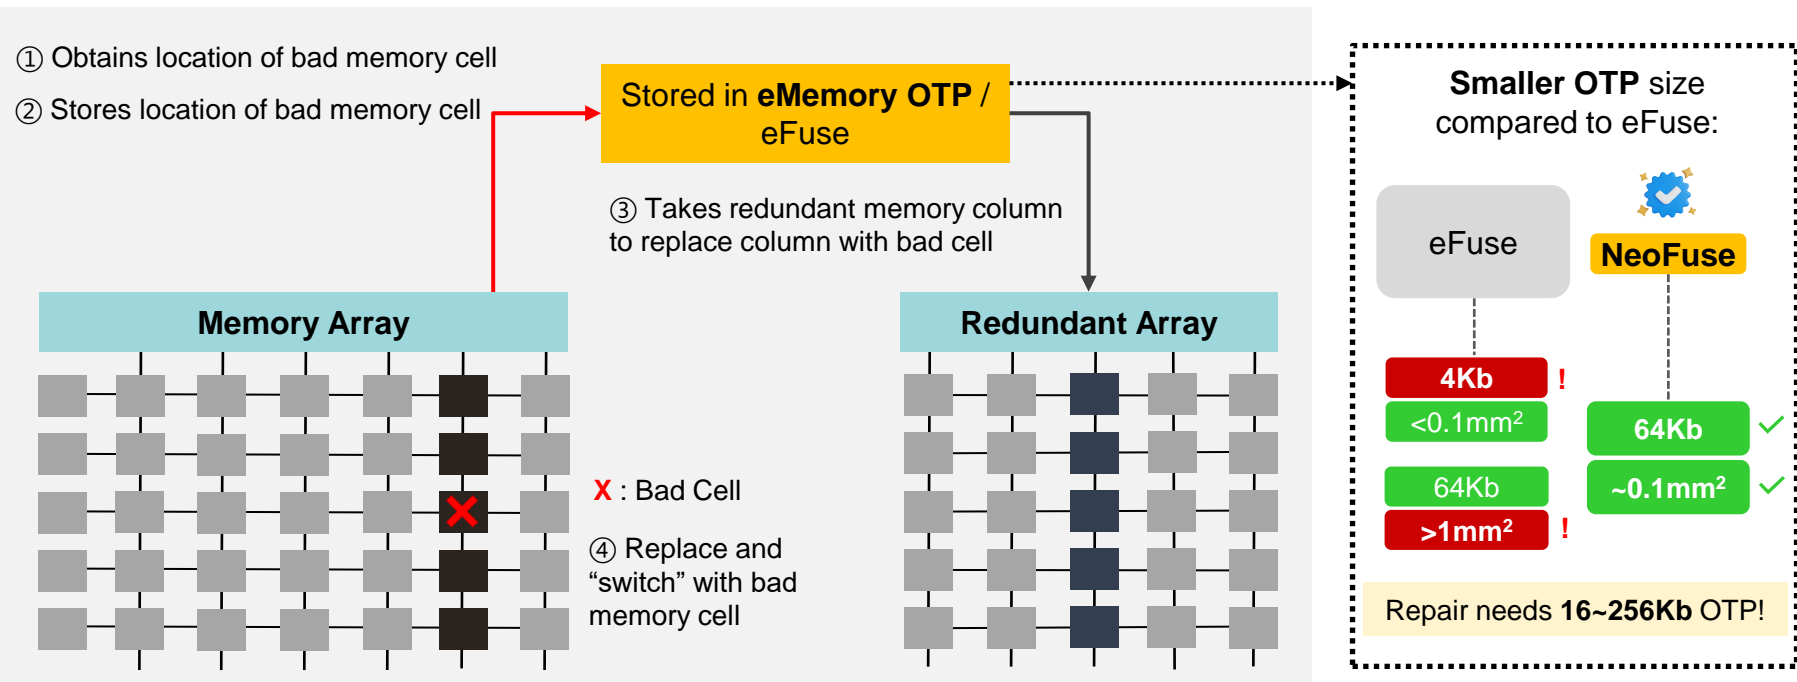 ① Obtains location of bad memory cell
② Stores location of bad memory cell
Stored in eMemory OTP /
eFuse
③ Takes redundant memory column
to replace column with bad cell
Memory Array
Redundant Array
X : Bad Cell
④ Replace and
“switch” with bad
memory cell
Smaller OTP size
compared to eFuse:
eFuse
NeoFuse
4Kb !
<0.1mm²
64Kb
>1mm² !
64Kb
~0.1mm²
Repair needs 16~256Kb OTP!